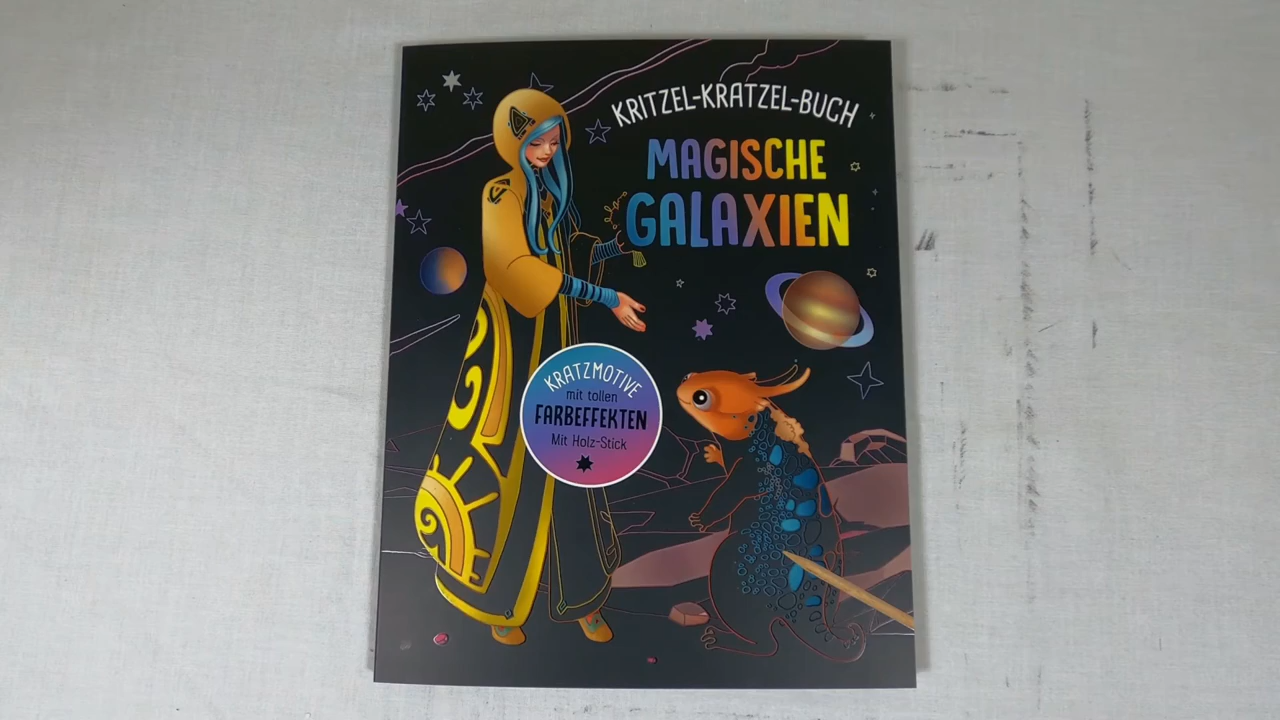 KRITZEL-KRATZEL-BUCH
MAGISCHE
GALAXIEN
KRATZMOTIVE
mit tollen
FARBEFFEKTEN
Mit Holz-Stick